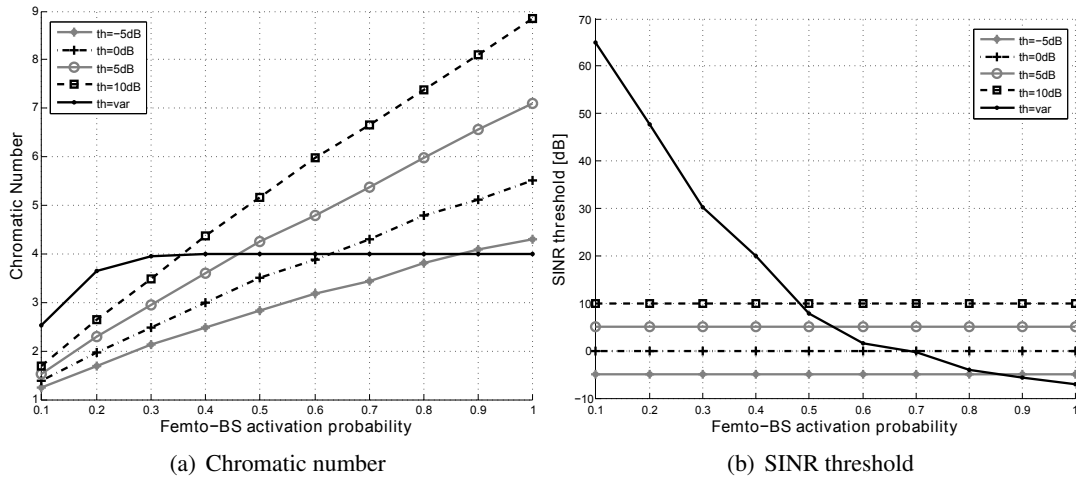 9
8
7
6
5
4
3
2
1
Chromatic Number
th=−5dB
th=0dB
th=5dB
th=10dB
th=var
0.1 0.2 0.3 0.4 0.5 0.6 0.7 0.8 0.9 1
Femto−BS activation probability
(a) Chromatic number
70
60
50
40
30
20
10
0
−10
SINR threshold [dB]
th=−5dB
th=0dB
th=5dB
th=10dB
th=var
0.1 0.2 0.3 0.4 0.5 0.6 0.7 0.8 0.9 1
Femto−BS activation probability
(b) SINR threshold